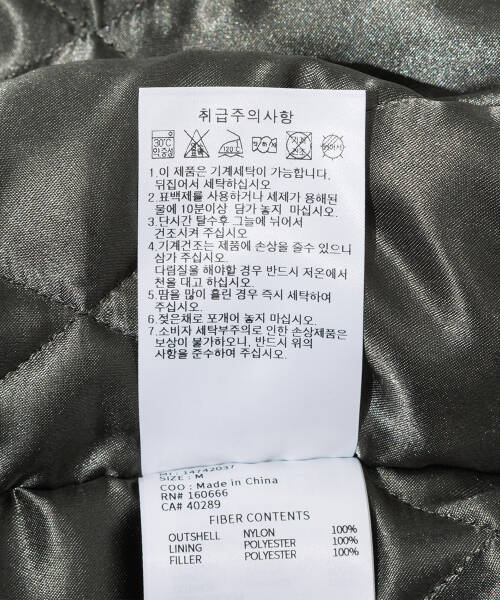 취급주의사항
30℃
약중성
120℃
1.이 제품은 기계세탁이 가능합니다.
뒤집어서 세탁하십시오
2.표백제를 사용하거나 세제가 용해된
물에 10분이상 담가 놓지 마십시오.
3.단시간 탈수후 그늘에 뉘어서
건조시켜 주십시오
4.기계건조는 제품에 손상을 줄수 있으니
삼가 주십시오.
다림질을 해야할 경우 반드시 저온에서
천을 대고 하십시오.
5.땀을 많이 흘린 경우 즉시 세탁하여
주십시오.
6.젖은채로 포개어 놓지 마십시오.
7.소비자 세탁부주의로 인한 손상제품은
보상이 불가하오니, 반드시 위의
사항을 준수하여 주십시오.
14742037
SIZE: M
COO: Made in China
RN# 160666
CA# 40289
FIBER CONTENTS
OUTSHELL NYLON 100%
LINING POLYESTER 100%
FILLER POLYESTER 100%